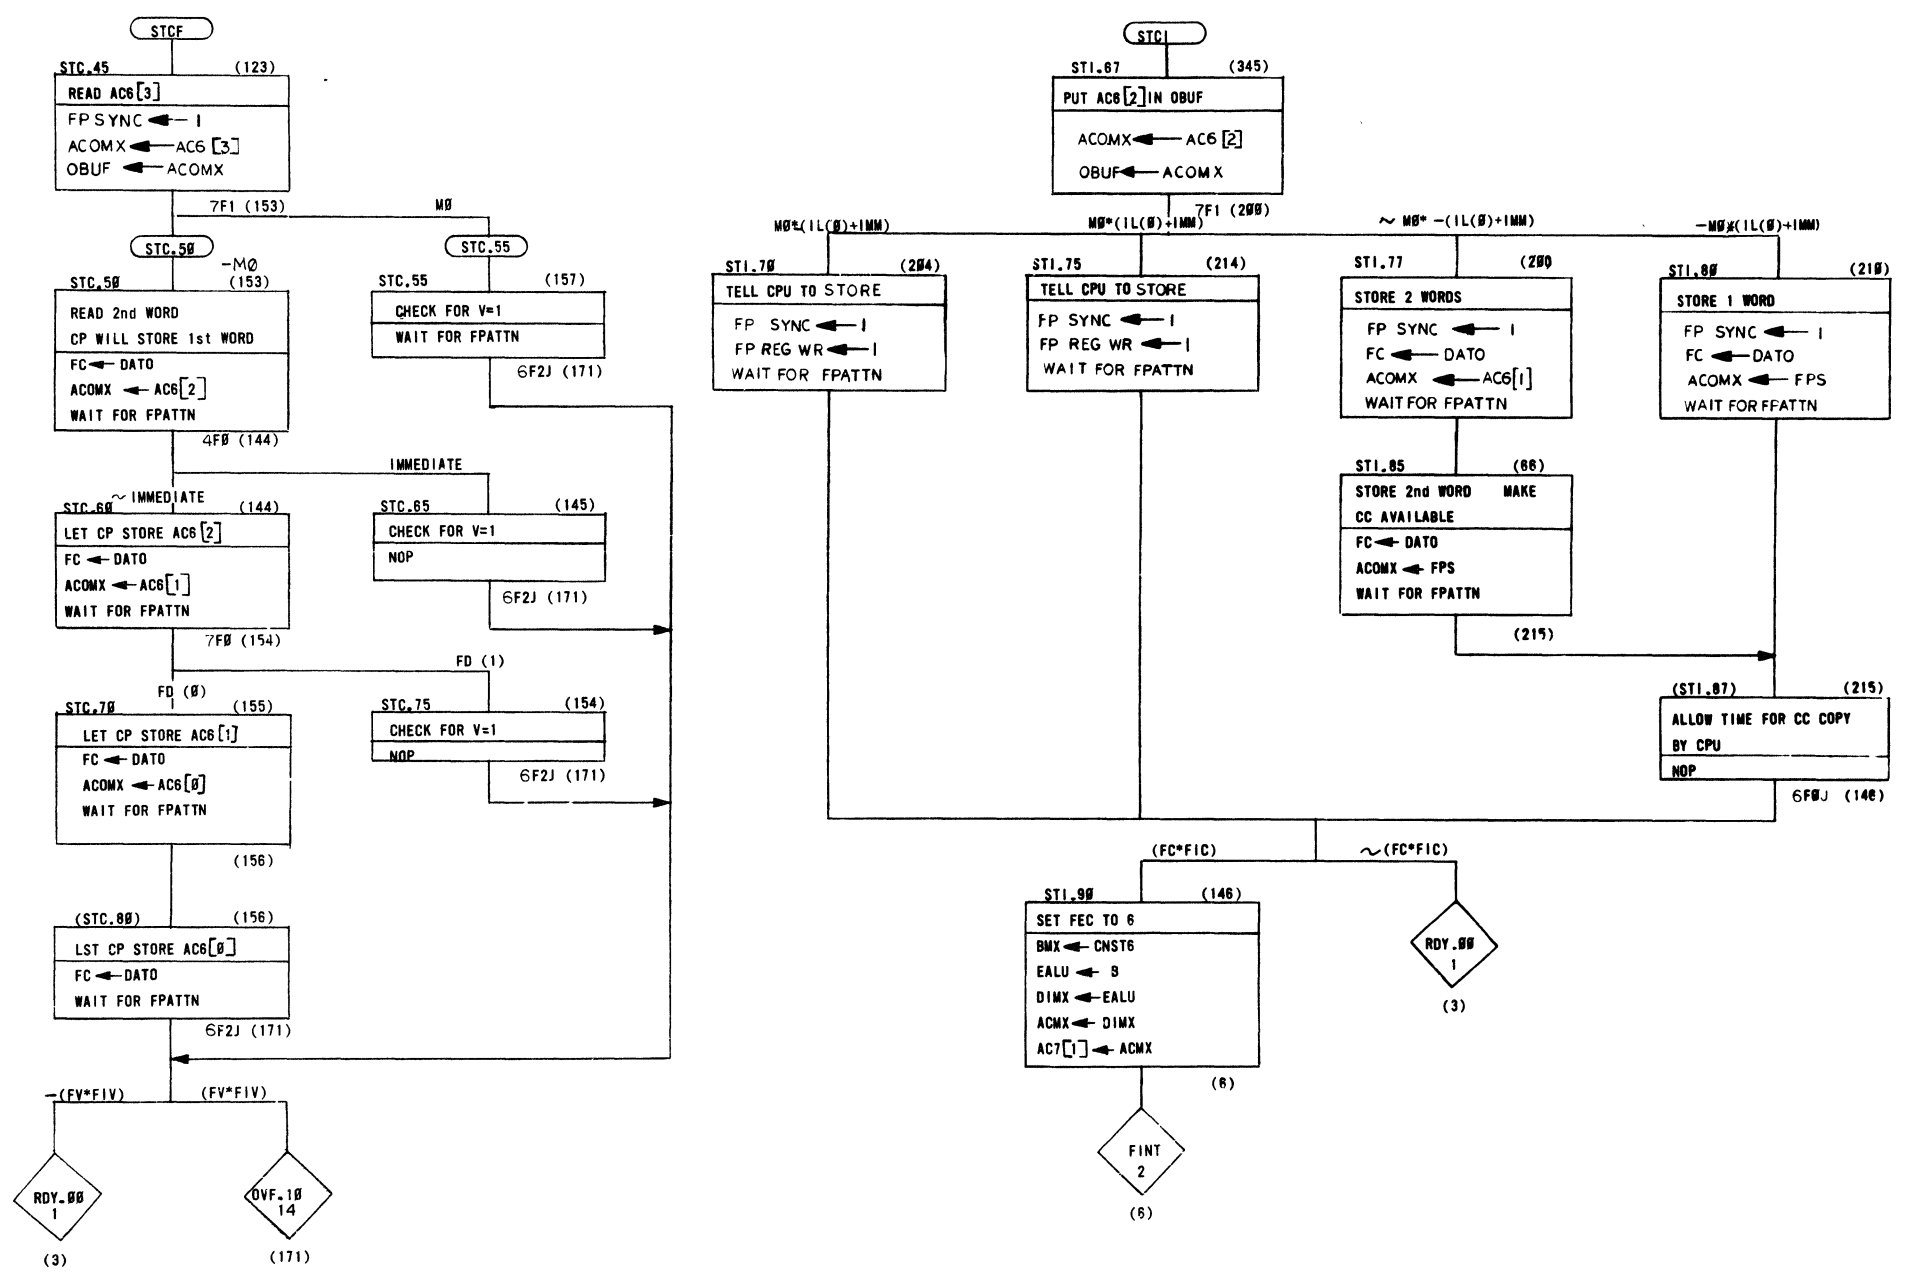 STCF
STC.45 (123)
READ AC6[3]
FP SYNC ← 1
ACOMX ← AC6 [3]
OBUF ← ACOMX
7F1 (153)
MØ
STC.5Ø
STC.55
-MØ
STC.5Ø (153)
READ 2nd WORD
CP WILL STORE 1st WORD
FC ← DATO
ACOMX ← AC6[2]
WAIT FOR FPATTN
4FØ (144)
STC.55 (157)
CHECK FOR V=1
WAIT FOR FPATTN
6F2J (171)
IMMEDIATE
~ IMMEDIATE
STC.6Ø (144)
LET CP STORE AC6[2]
FC ← DATO
ACOMX ← AC6[1]
WAIT FOR FPATTN
7FØ (154)
STC.65 (145)
CHECK FOR V=1
NOP
6F2J (171)
FD (1)
FD (Ø)
STC.7Ø (155)
LET CP STORE AC6[1]
FC ← DATO
ACOMX ← AC6[Ø]
WAIT FOR FPATTN
(156)
STC.75 (154)
CHECK FOR V=1
NOP
6F2J (171)
(STC.8Ø) (156)
LST CP STORE AC6[Ø]
FC ← DATO
WAIT FOR FPATTN
6F2J (171)
-(FV*FIV)
(FV*FIV)
RDY.ØØ
1
(3)
OVF.1Ø
14
(171)
STCI
STI.67 (345)
PUT AC6[2] IN OBUF
ACOMX ← AC6[2]
OBUF ← ACOMX
7F1 (2ØØ)
MØ*(IL(Ø)+IMM)
MØ*(IL(Ø)+IMM)
~ MØ* -(IL(Ø)+IMM)
-MØ*(IL(Ø)+IMM)
STI.7Ø (2Ø4)
TELL CPU TO STORE
FP SYNC ← 1
FP REG WR ← 1
WAIT FOR FPATTN
STI.75 (214)
TELL CPU TO STORE
FP SYNC ← 1
FP REG WR ← 1
WAIT FOR FPATTN
STI.77
STORE 2 WORDS
FP SYNC ← 1
FC ← DATO
ACOMX ← AC6[1]
WAIT FOR FPATTN
STI.8Ø (21Ø)
STORE 1 WORD
FP SYNC ← 1
FC ← DATO
ACOMX ← FPS
WAIT FOR FPATTN
STI.85 (66)
STORE 2nd WORD MAKE
CC AVAILABLE
FC ← DATO
ACOMX ← FPS
WAIT FOR FPATTN
(215)
(STI.87) (215)
ALLOW TIME FOR CC COPY
BY CPU
NOP
6FØJ (146)
(FC*FIC)
~(FC*FIC)
STI.9Ø (146)
SET FEC TO 6
BMX ← CNST6
EALU ← B
DIMX ← EALU
ACMX ← DIMX
AC7[1] ← ACMX
(6)
FINT
2
(6)
RDY.ØØ
1
(3)